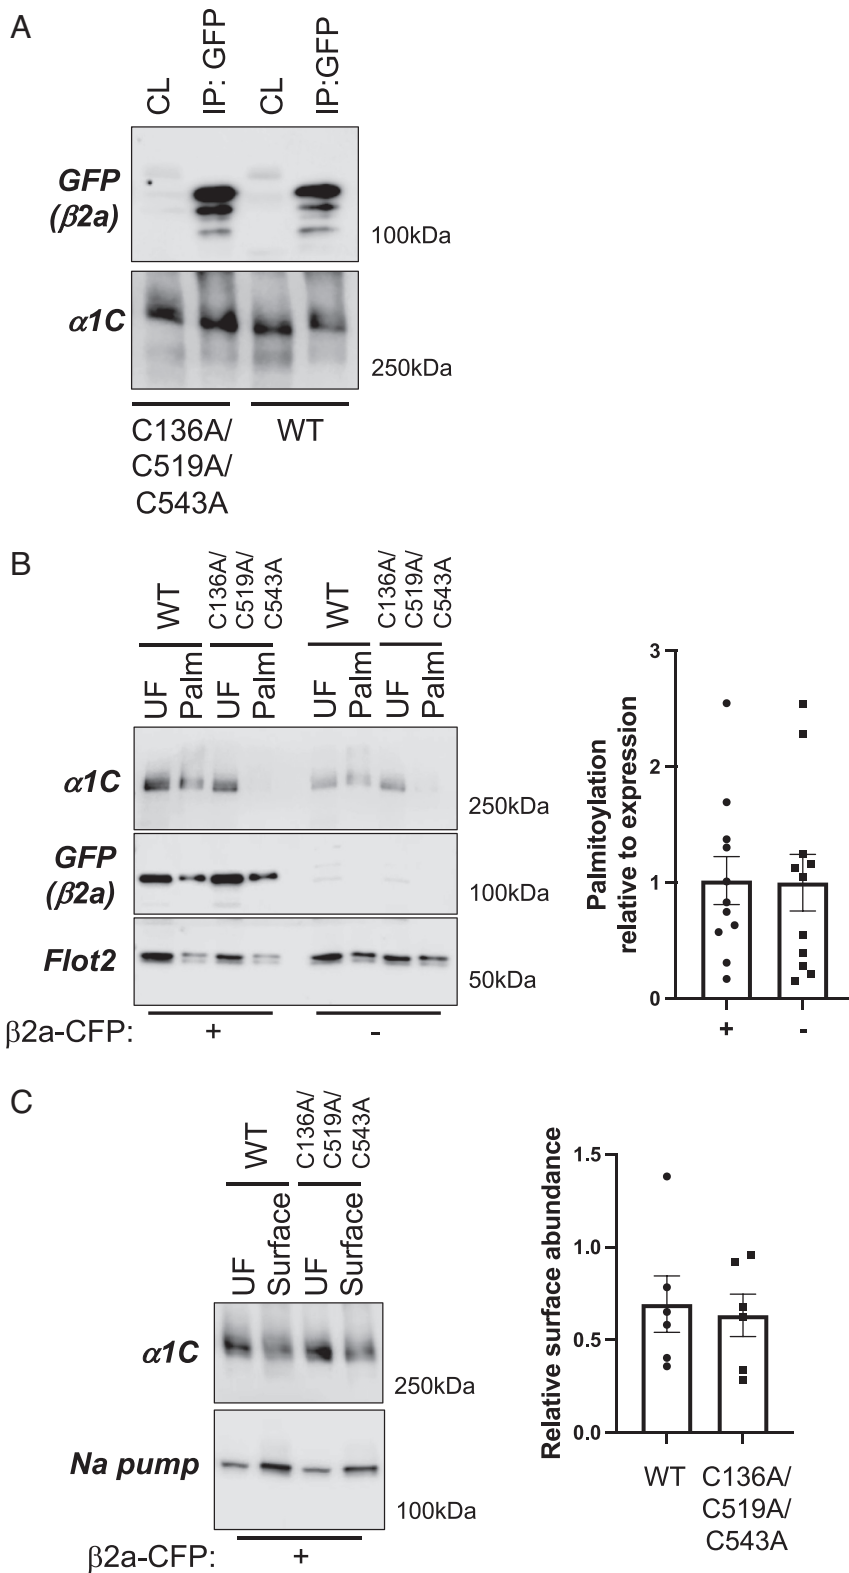 A
CL
IP: GFP
CL
IP:GFP
GFP
(β2a)
100kDa
α1C
250kDa
C136A/
C519A/
C543A
WT
B
WT
C136A/
C519A/
C543A
WT
C136A/
C519A/
C543A
UF
Palm
UF
Palm
UF
Palm
UF
Palm
α1C
250kDa
GFP
(β2a)
100kDa
Flot2
50kDa
β2a-CFP:
+
-
Palmitoylation
relative to expression
3
2
1
0
+
-
C
WT
C136A/
C519A/
C543A
UF
Surface
UF
Surface
α1C
250kDa
Na pump
100kDa
β2a-CFP:
+
Relative surface abundance
1.5
1.0
0.5
0.0
WT
C136A/
C519A/
C543A